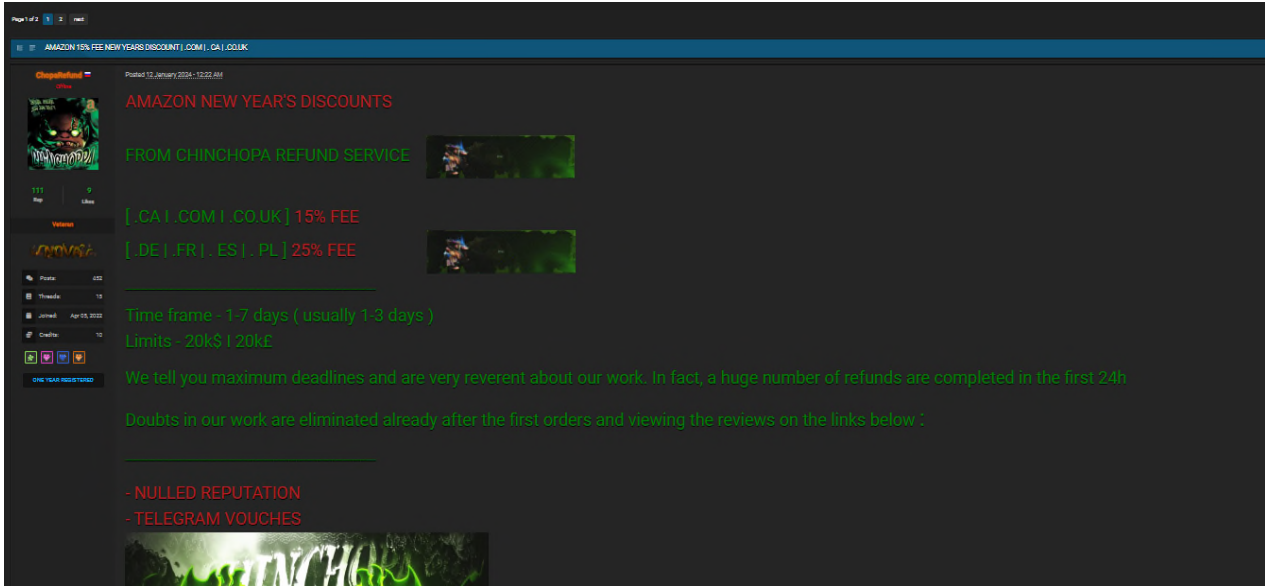 Page 1 of 2 1 2 next
AMAZON 15% FEE NEW YEARS DISCOUNT | .COM | . CA | .CO.UK
ChopaRefund
Offline
111 9
Rep Likes
Veteran
Posts: 452
Threads: 15
Joined: Apr 05, 2022
Credits: 10
ONE YEAR REGISTERED
Posted 12 January 2024 - 12:22 AM
AMAZON NEW YEAR'S DISCOUNTS
FROM CHINCHOPA REFUND SERVICE
[ .CA I .COM I .CO.UK ] 15% FEE
[ .DE | .FR | . ES | . PL ] 25% FEE
Time frame - 1-7 days ( usually 1-3 days )
Limits - 20k$ I 20k£
We tell you maximum deadlines and are very reverent about our work. In fact, a huge number of refunds are completed in the first 24h
Doubts in our work are eliminated already after the first orders and viewing the reviews on the links below :
- NULLED REPUTATION
- TELEGRAM VOUCHES